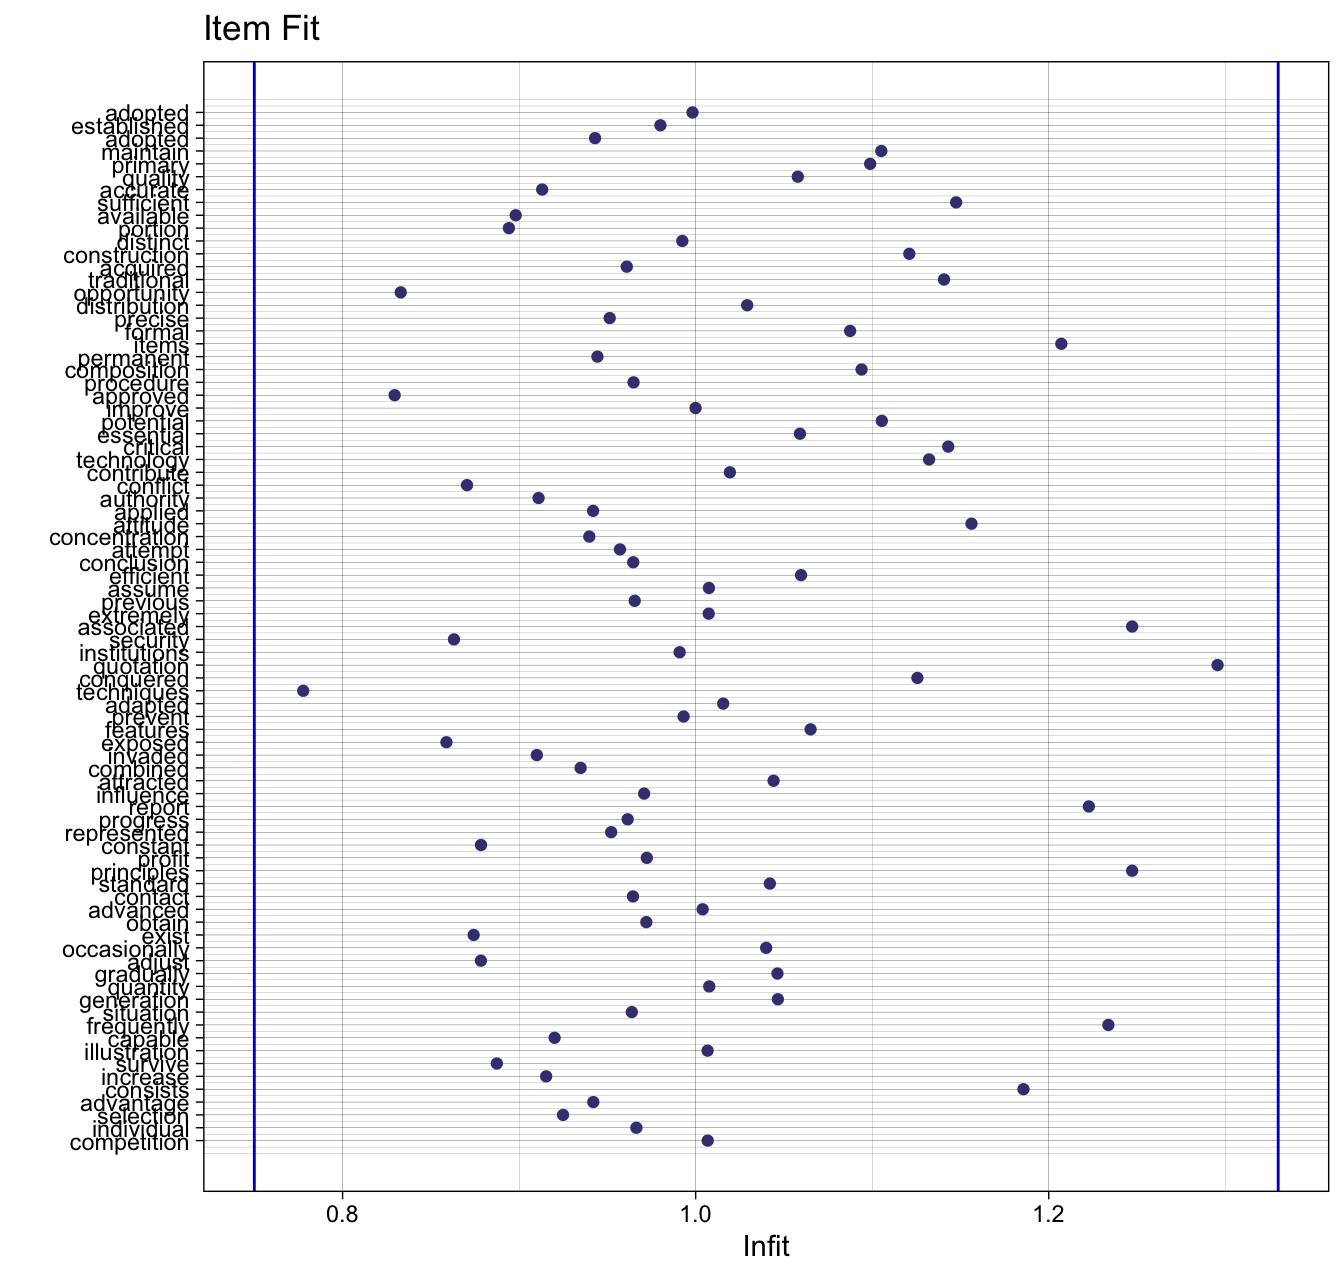 Item Fit
adopted
established
adopted
maintain
primary
quality
accurate
sufficient
available
portion
distinct
construction
acquired
traditional
opportunity
distribution
precise
formal
items
permanent
composition
procedure
approved
improve
potential
essential
critical
technology
contribute
conflict
authority
applied
attitude
concentration
attempt
conclusion
efficient
assume
previous
extremely
associated
security
institutions
quotation
conquered
techniques
adapted
prevent
features
exposed
invaded
combined
attracted
influence
report
progress
represented
constant
profit
principles
standard
contact
advanced
obtain
exist
occasionally
adjust
gradually
quantity
generation
situation
frequently
capable
illustration
survive
increase
consists
advantage
selection
individual
competition
0.8 1.0 1.2
Infit